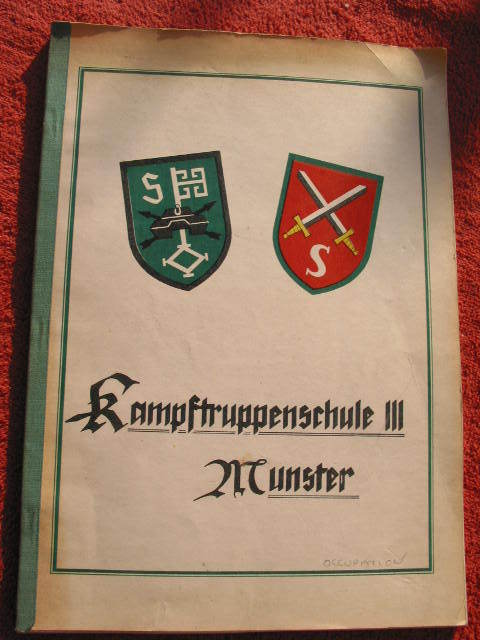 S
S
Kampftruppenschule III
Munster
OCCUPATION